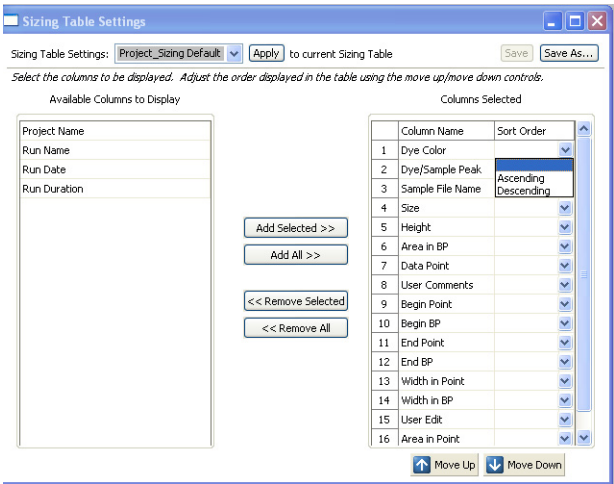 Sizing Table Settings
Sizing Table Settings: Project_Sizing Default Apply to current Sizing Table Save Save As...
Select the columns to be displayed. Adjust the order displayed in the table using the move up/move down controls.
Available Columns to Display
Project Name
Run Name
Run Date
Run Duration
Add Selected >>
Add All >>
<< Remove Selected
<< Remove All
Columns Selected
Column Name Sort Order
1 Dye Color
2 Dye/Sample Peak
Ascending
3 Sample File Name
Descending
4 Size
5 Height
6 Area in BP
7 Data Point
8 User Comments
9 Begin Point
10 Begin BP
11 End Point
12 End BP
13 Width in Point
14 Width in BP
15 User Edit
16 Area in Point
Move Up Move Down